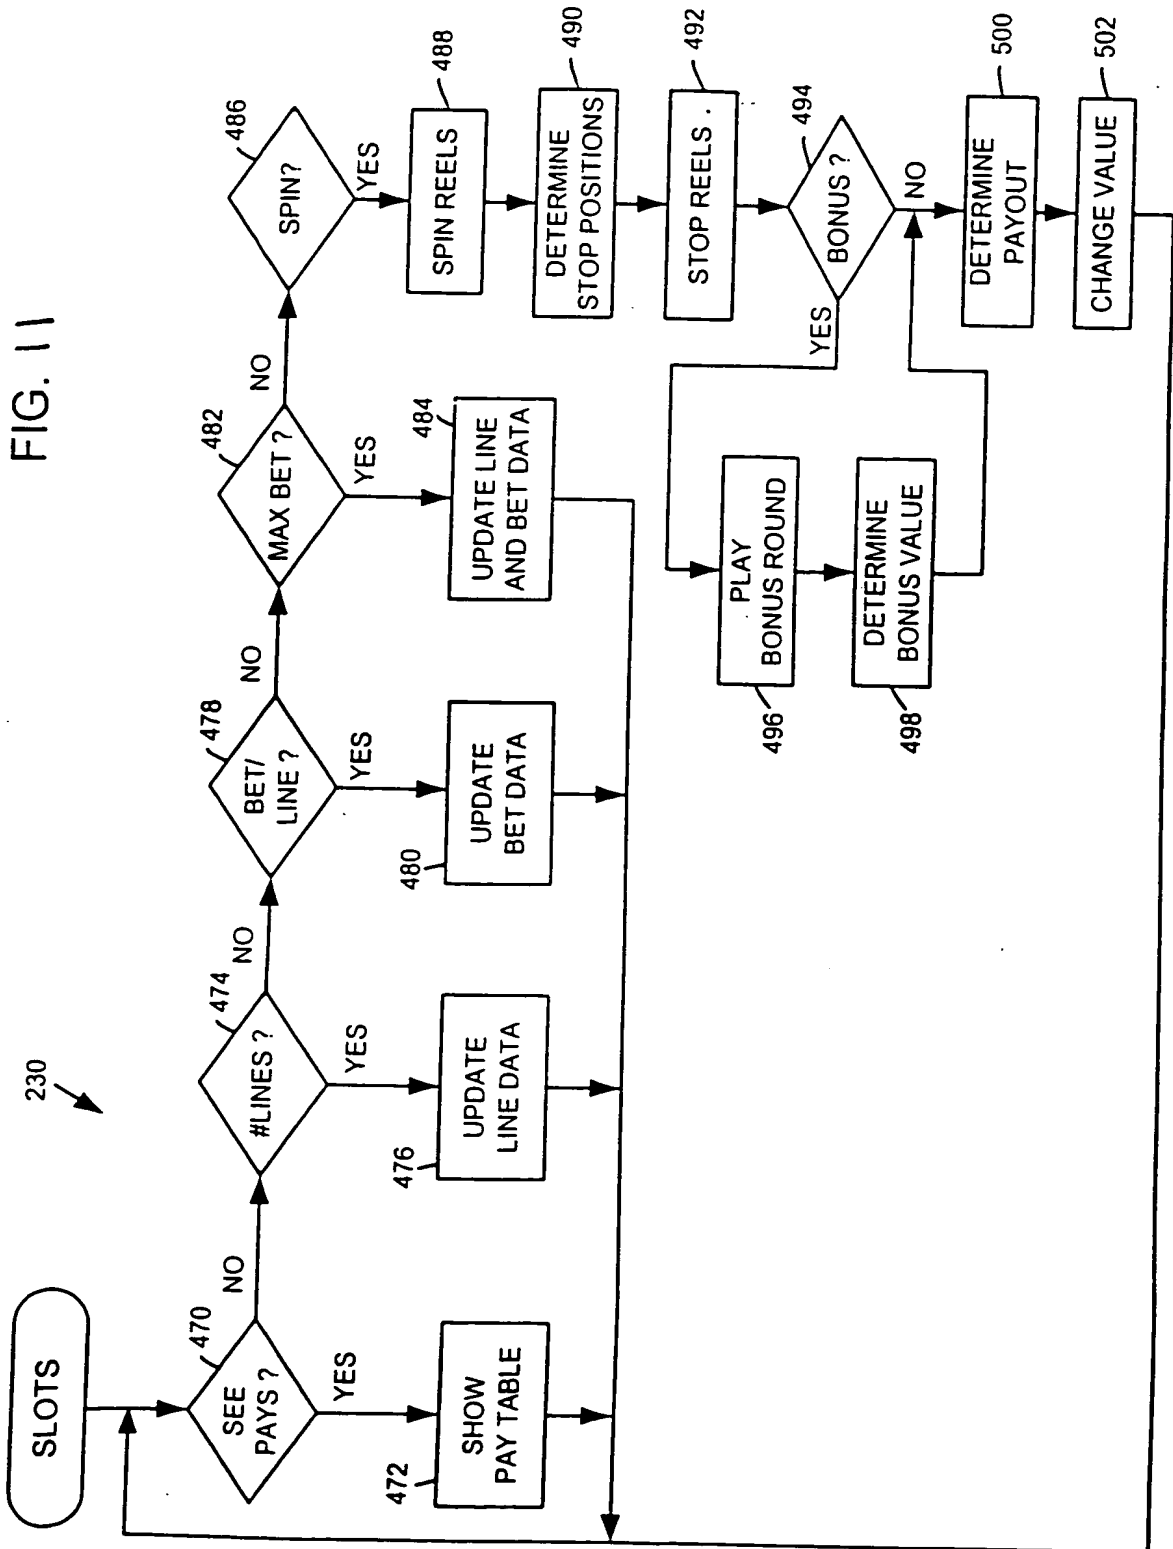 FIG. 11
230
SLOTS
470
SEE
PAYS ?
NO
YES
472
SHOW
PAY TABLE
474
#LINES ?
NO
YES
476
UPDATE
LINE DATA
478
BET/
LINE ?
NO
YES
480
UPDATE
BET DATA
482
MAX BET ?
NO
YES
484
UPDATE LINE
AND BET DATA
486
SPIN?
YES
488
SPIN REELS
490
DETERMINE
STOP POSITIONS
492
STOP REELS
494
BONUS ?
YES
NO
496
PLAY
BONUS ROUND
498
DETERMINE
BONUS VALUE
500
DETERMINE
PAYOUT
502
CHANGE VALUE